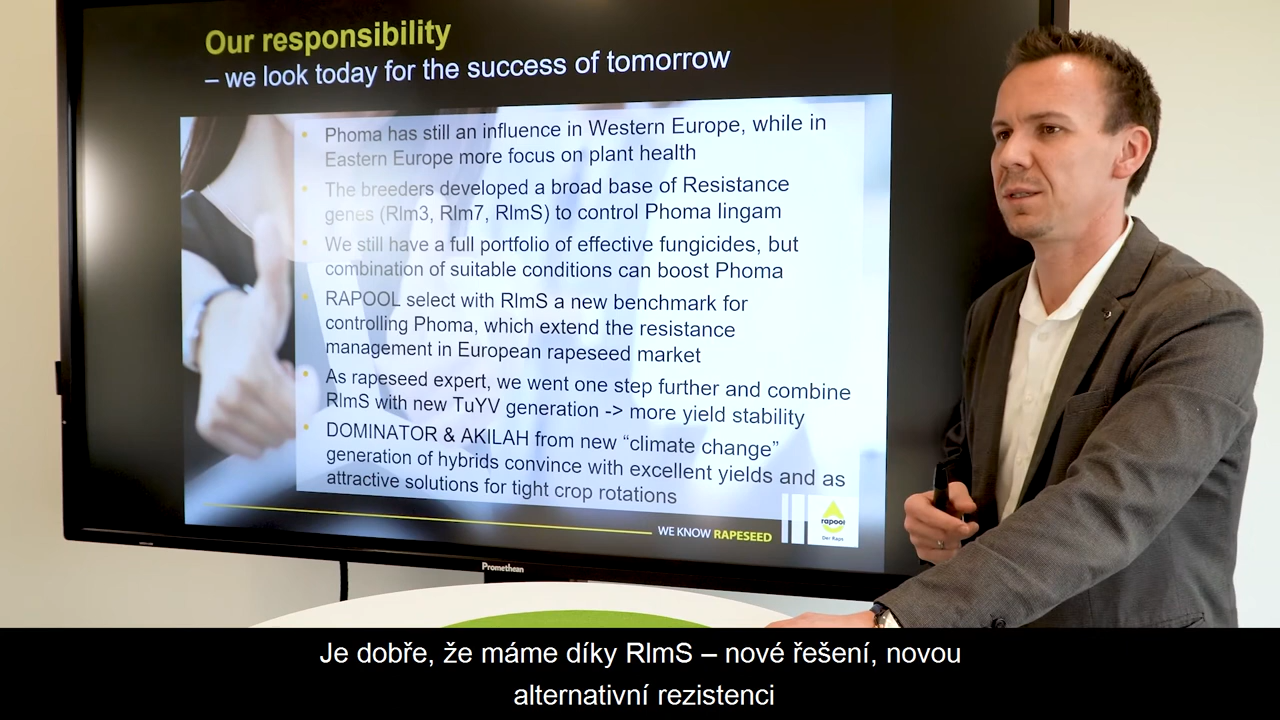 Our responsibility
– we look today for the success of tomorrow
Phoma has still an influence in Western Europe, while in
Eastern Europe more focus on plant health
The breeders developed a broad base of Resistance
genes (Rlm3, Rlm7, RlmS) to control Phoma lingam
We still have a full portfolio of effective fungicides, but
combination of suitable conditions can boost Phoma
RAPOOL select with RlmS a new benchmark for
controlling Phoma, which extend the resistance
management in European rapeseed market
As rapeseed expert, we went one step further and combine
RlmS with new TuYV generation -> more yield stability
DOMINATOR & AKILAH from new “climate change”
generation of hybrids convince with excellent yields and as
attractive solutions for tight crop rotations
WE KNOW RAPESEED
rapool
Der Raps
Promethean
Je dobře, že máme díky RlmS – nové řešení, novou
alternativní rezistenci